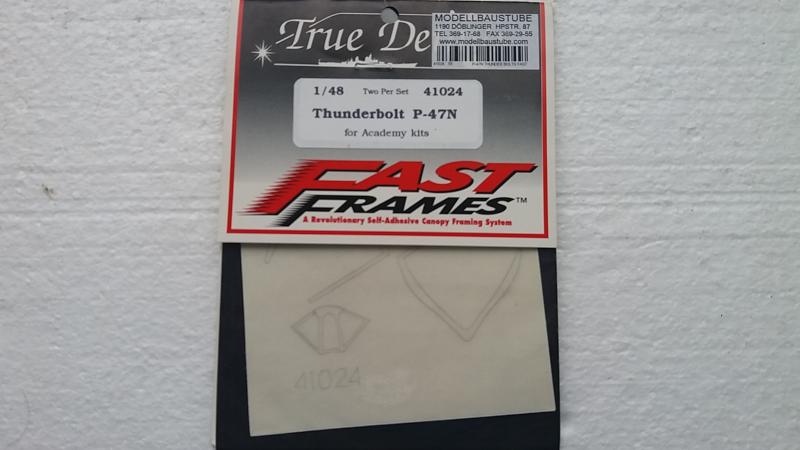 True De
MODELLBAUSTUBE
1190 DÖBLINGER HPSTR. 87
TEL 369-17-68 FAX 369-29-55
www.modellbaustube.com
1/48 Two Per Set 41024
Thunderbolt P-47N
for Academy kits
FAST
FRAMES™
A Revolutionary Self-Adhesive Canopy Framing System
41024